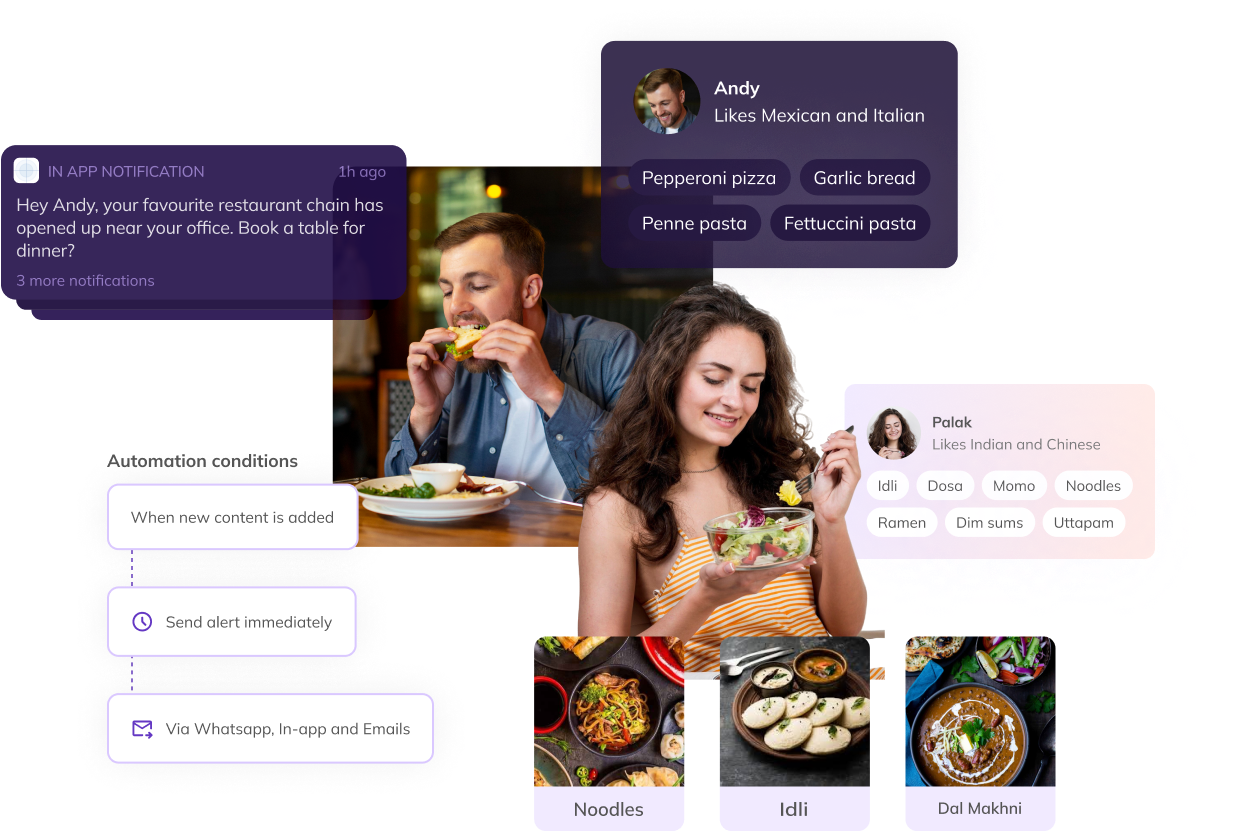 Andy
Likes Mexican and Italian
Pepperoni pizza
Garlic bread
Penne pasta
Fettuccini pasta
IN APP NOTIFICATION
1h ago
Hey Andy, your favourite restaurant chain has
opened up near your office. Book a table for
dinner?
3 more notifications
Palak
Likes Indian and Chinese
Idli
Dosa
Momo
Noodles
Ramen
Dim sums
Uttapam
Automation conditions
When new content is added
Send alert immediately
Via Whatsapp, In-app and Emails
Noodles
Idli
Dal Makhni